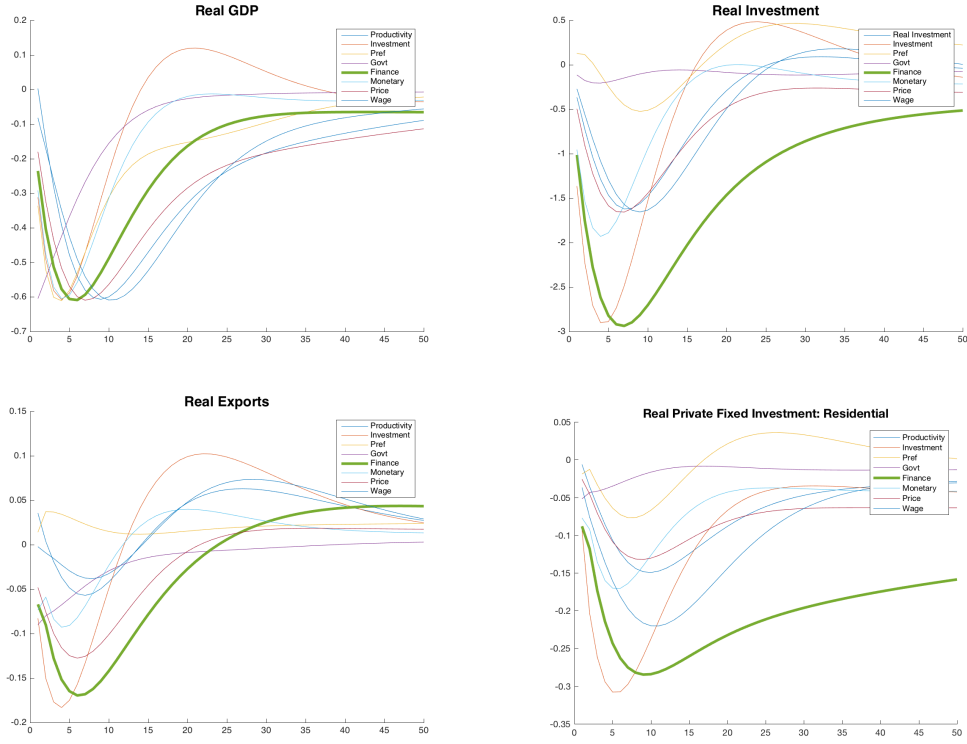 Real GDP
0.2
0.1
0
-0.1
-0.2
-0.3
-0.4
-0.5
-0.6
-0.7
0 5 10 15 20 25 30 35 40 45 50
Productivity
Investment
Pref
Govt
Finance
Monetary
Price
Wage
Real Investment
0.5
0
-0.5
-1
-1.5
-2
-2.5
-3
0 5 10 15 20 25 30 35 40 45 50
Real Investment
Investment
Pref
Govt
Finance
Monetary
Price
Wage
Real Exports
0.15
0.1
0.05
0
-0.05
-0.1
-0.15
-0.2
0 5 10 15 20 25 30 35 40 45 50
Productivity
Investment
Pref
Govt
Finance
Monetary
Price
Wage
Real Private Fixed Investment: Residential
0.05
0
-0.05
-0.1
-0.15
-0.2
-0.25
-0.3
-0.35
0 5 10 15 20 25 30 35 40 45 50
Productivity
Investment
Pref
Govt
Finance
Monetary
Price
Wage